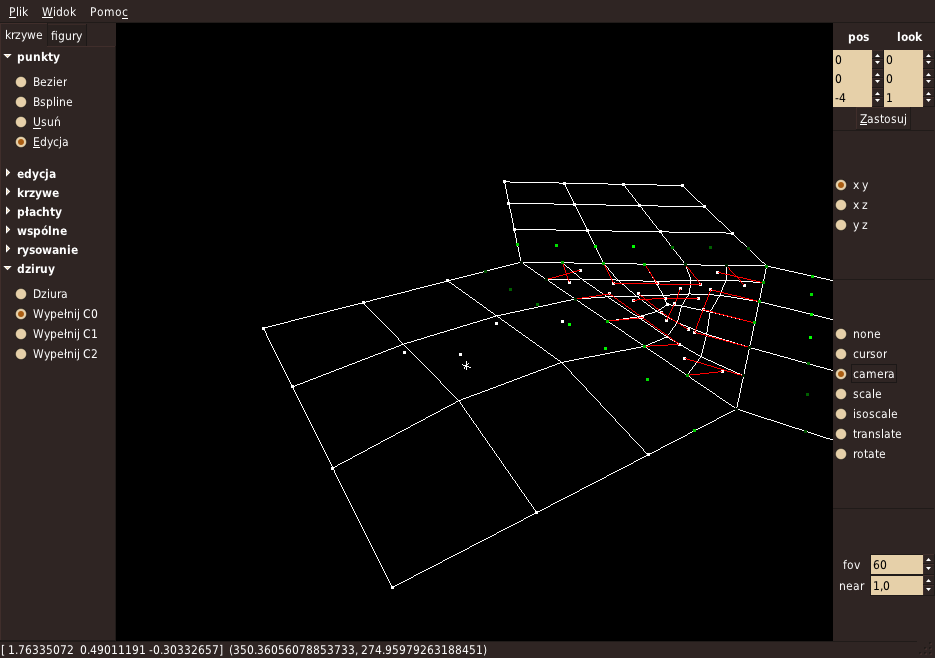 Plik Widok Pomoc
krzywe figury
punkty
Bezier
Bspline
Usuń
Edycja
edycja
krzywe
płachty
wspólne
rysowanie
dziruy
Dziura
Wypełnij C0
Wypełnij C1
Wypełnij C2
pos look
0 0
0 0
-4 1
Zastosuj
x y
x z
y z
none
cursor
camera
scale
isoscale
translate
rotate
fov 60
near 1,0
[ 1.76335072 0.49011191 -0.30332657] (350.36056078853733, 274.95979263188451)